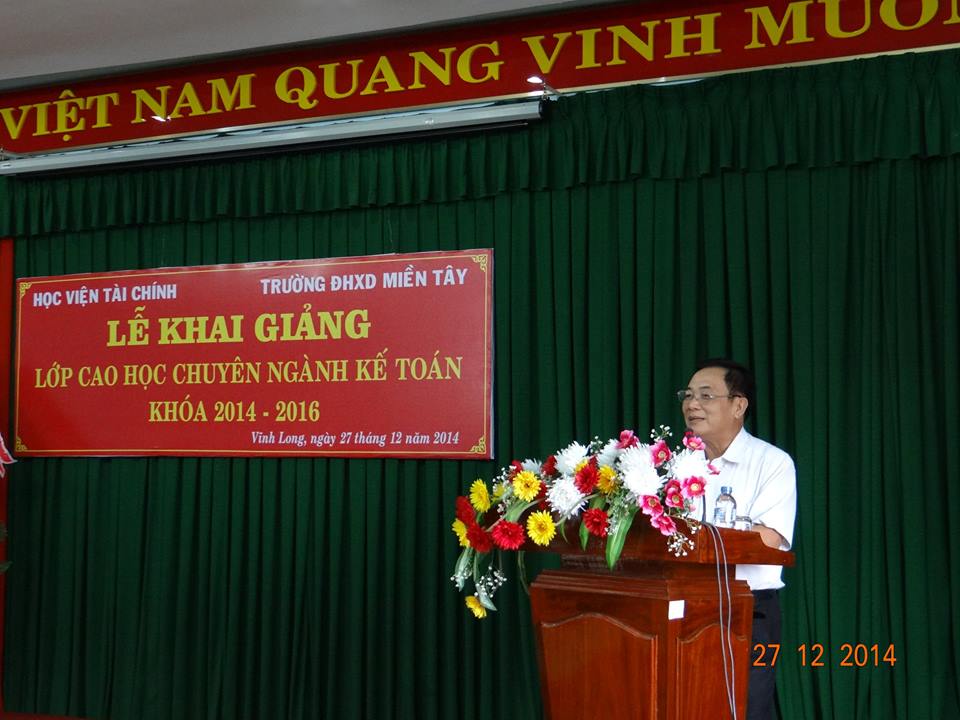 VIỆT NAM QUANG VINH MUÔN
HỌC VIỆN TÀI CHÍNH TRƯỜNG ĐHXD MIỀN TÂY
LỄ KHAI GIẢNG
LỚP CAO HỌC CHUYÊN NGÀNH KẾ TOÁN
KHÓA 2014 - 2016
Vĩnh Long, ngày 27 tháng 12 năm 2014
27 12 2014